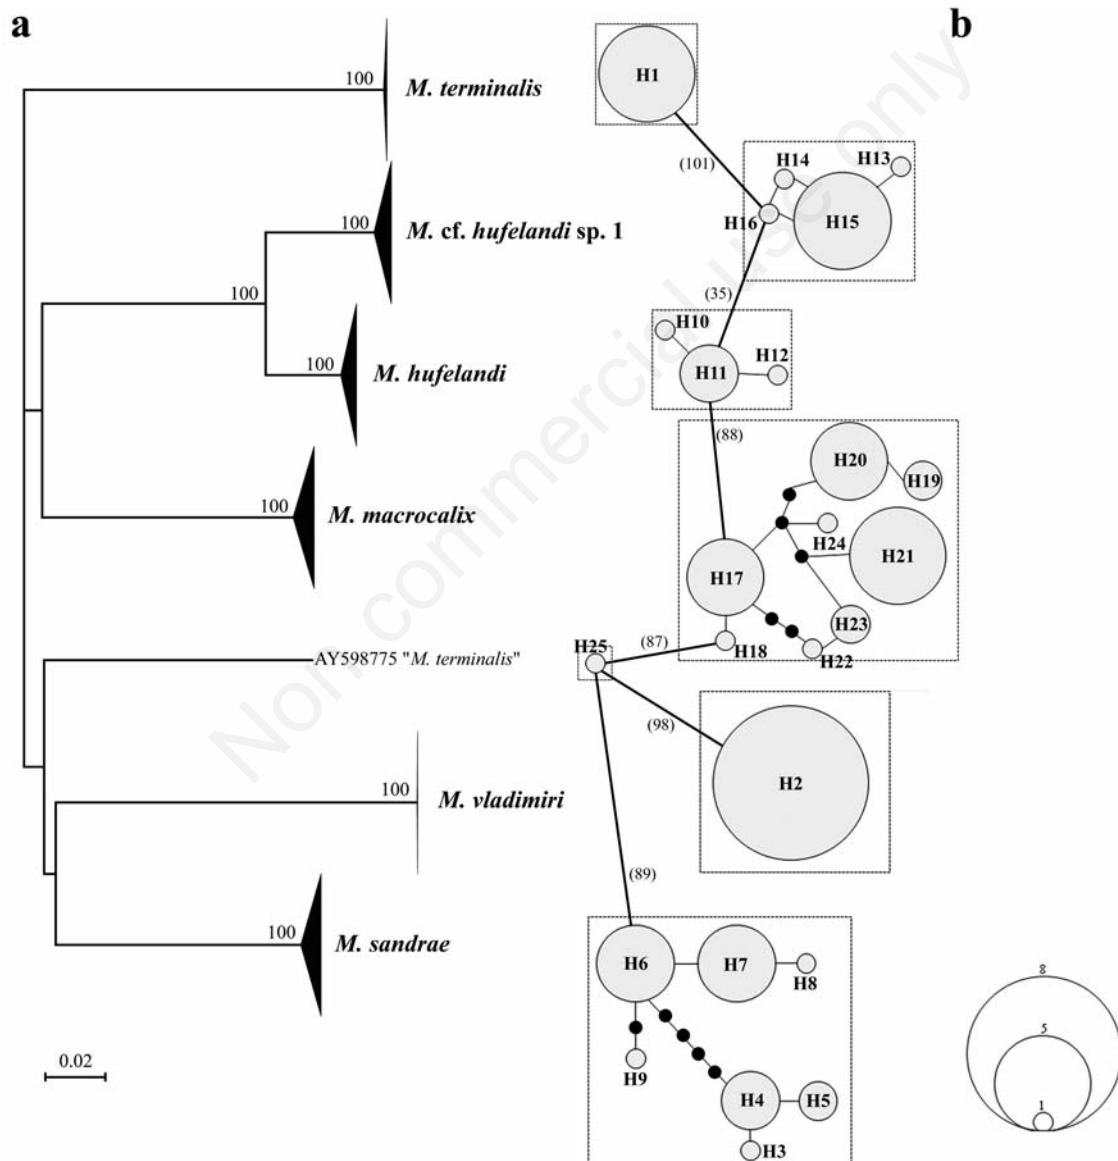 a
b
100
M. terminalis
100
M. cf. hufelandi sp. 1
100
100
M. hufelandi
100
M. macrocalix
AY598775 "M. terminalis"
100
M. vladimiri
100
M. sandrae
0.02
H1
(101)
H14
H13
H16
H15
(35)
H10
H11
H12
(88)
H20
H19
H24
H21
H17
H23
H18
H22
(87)
H25
(98)
H2
(89)
H6
H7
H8
H9
H4
H5
H3
8
5
1
Non commercial use only